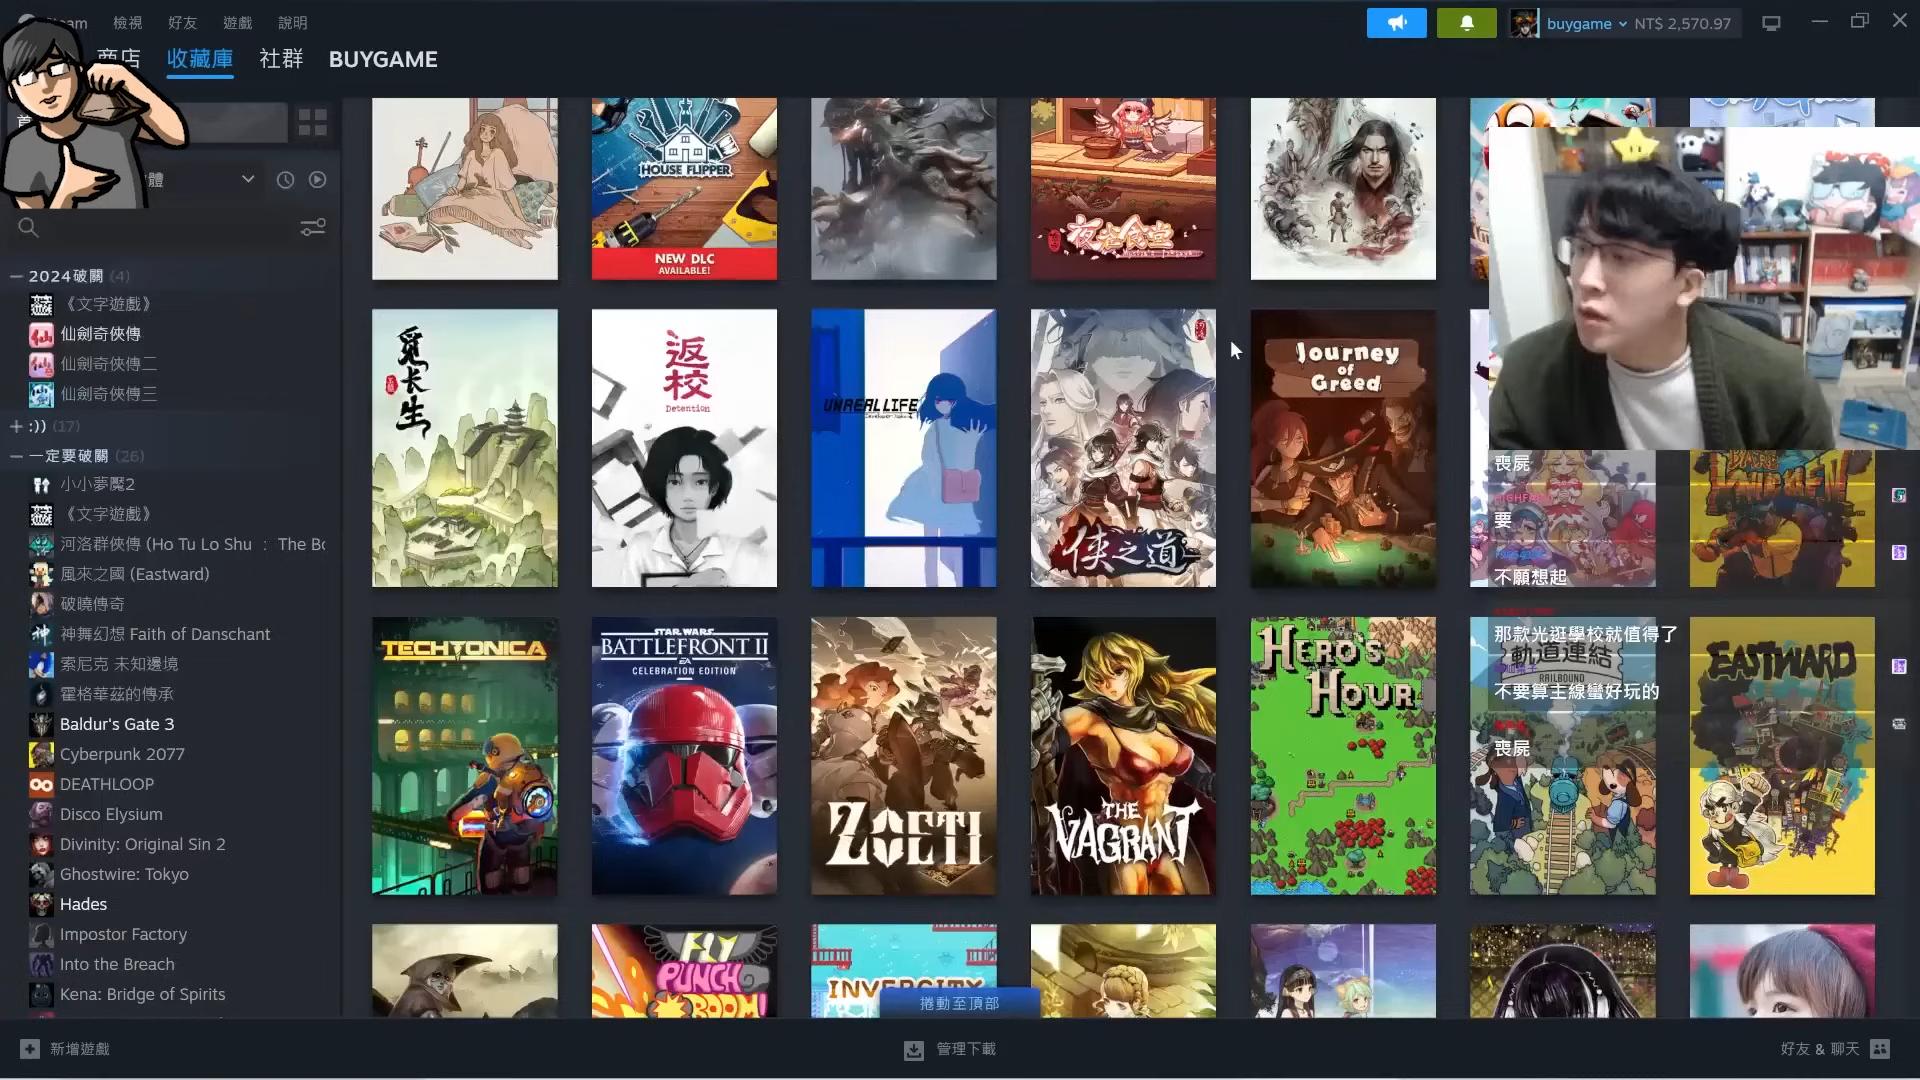 Steam 檢視 好友 遊戲 說明
buygame NT$ 2,570.97
商店 收藏庫 社群 BUYGAME
2024破關 (4)
《文字遊戲》
仙劍奇俠傳
仙劍奇俠傳二
仙劍奇俠傳三
:)) (17)
一定要破關 (26)
小小夢魘2
《文字遊戲》
河洛群俠傳 (Ho Tu Lo Shu ： The Bo
風來之國 (Eastward)
破曉傳奇
神舞幻想 Faith of Danschant
索尼克 未知邊境
霍格華茲的傳承
Baldur's Gate 3
Cyberpunk 2077
DEATHLOOP
Disco Elysium
Divinity: Original Sin 2
Ghostwire: Tokyo
Hades
Impostor Factory
Into the Breach
Kena: Bridge of Spirits
HOUSE FLIPPER
NEW DLC
AVAILABLE!
夜雀食堂
覓长生
返校
Detention
UNREAL LIFE
侠之道
Journey
of
Greed
喪屍
要
不願想起
TECHTONICA
STAR WARS
BATTLEFRONT II
EA
CELEBRATION EDITION
ZOETI
THE
VAGRANT
HERO'S
HOUR
那款光逛學校就值得了
軌道連結
RAILBOUND
不要算主線蠻好玩的
喪屍
EASTWARD
FLY
PUNCH
BOOM!
INVERCITY
捲動至頂部
新增遊戲
管理下載
好友 & 聊天